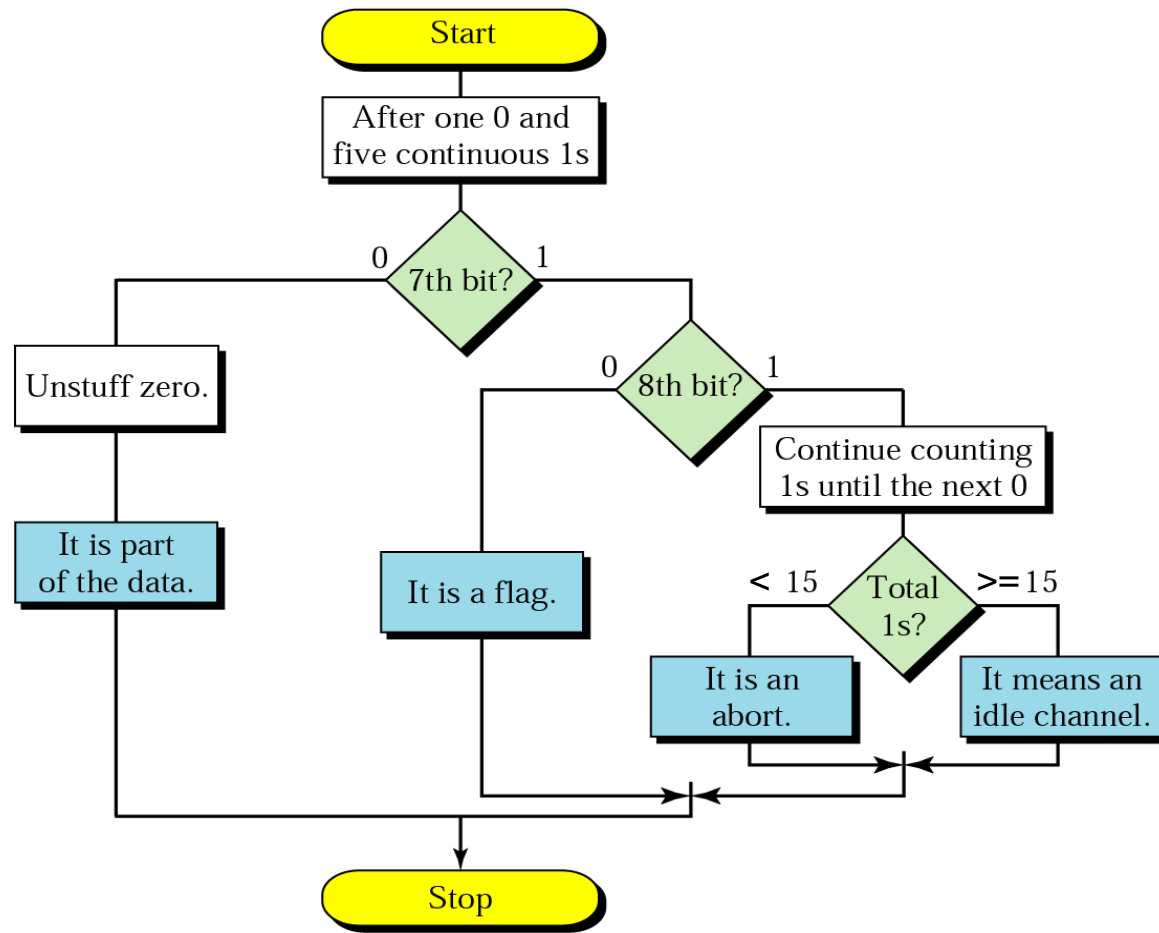 Start
After one 0 and
five continuous 1s
0
7th bit?
1
Unstuff zero.
0
8th bit?
1
Continue counting
1s until the next 0
It is part
of the data.
It is a flag.
< 15
Total
1s?
>=15
It is an
abort.
It means an
idle channel.
Stop